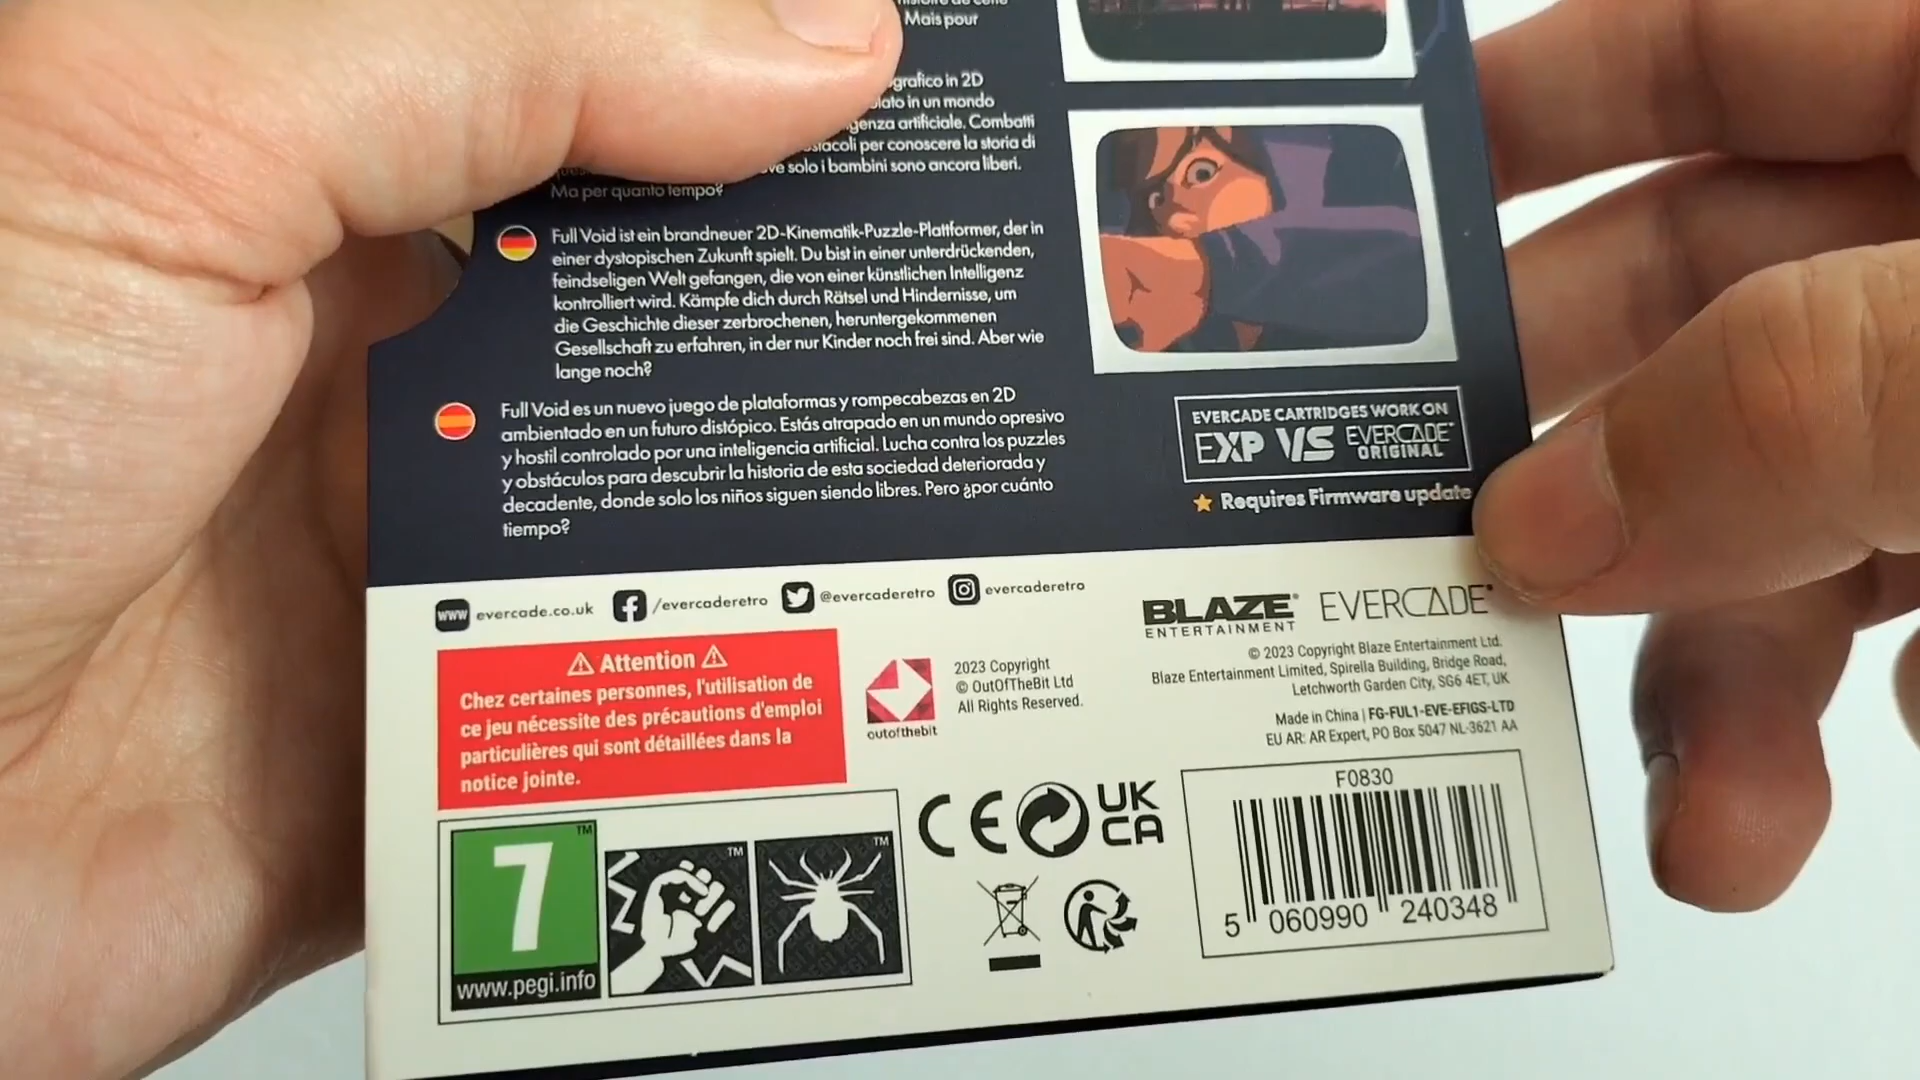 Mais pour
grafico in 2D
in un mondo
artificiale. Combatti
per conoscere la storia di
solo i bambini sono ancora liberi.
Ma per quanto tempo?
Full Void ist ein brandneuer 2D-Kinematik-Puzzle-Plattformer, der in
einer dystopischen Zukunft spielt. Du bist in einer unterdrückenden,
feindseligen Welt gefangen, die von einer künstlichen Intelligenz
kontrolliert wird. Kämpfe dich durch Rätsel und Hindernisse, um
die Geschichte dieser zerbrochenen, heruntergekommenen
Gesellschaft zu erfahren, in der nur Kinder noch frei sind. Aber wie
lange noch?
Full Void es un nuevo juego de plataformas y rompecabezas en 2D
ambientado en un futuro distópico. Estás atrapado en un mundo opresivo
y hostil controlado por una inteligencia artificial. Lucha contra los puzzles
y obstáculos para descubrir la historia de esta sociedad deteriorada y
decadente, donde solo los niños siguen siendo libres. Pero ¿por cuánto
tiempo?
EVERCADE CARTRIDGES WORK ON
EXP VS EVERCADE ORIGINAL
Requires Firmware update
www evercade.co.uk /evercaderetro @evercaderetro evercaderetro
⚠ Attention ⚠
Chez certaines personnes, l'utilisation de
ce jeu nécessite des précautions d'emploi
particulières qui sont détaillées dans la
notice jointe.
outofthebit
2023 Copyright
© OutOfTheBit Ltd
All Rights Reserved.
BLAZE ENTERTAINMENT EVERCADE
© 2023 Copyright Blaze Entertainment Ltd.
Blaze Entertainment Limited, Spirella Building, Bridge Road,
Letchworth Garden City, SG6 4ET, UK
Made in China | FG-FUL1-EVE-EFIGS-LTD
EU AR: AR Expert, PO Box 5047 NL-3621 AA
7 ™
www.pegi.info
™
™
CE UK CA
F0830
5 060990 240348